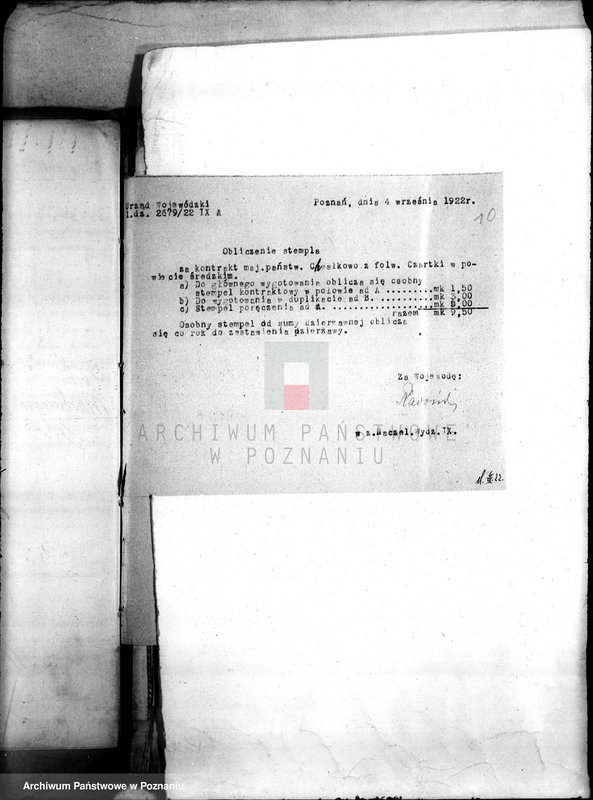 Urząd Wojewódzki
l.dz. 2679/22 IX A
Poznań, dnia 4 września 1922r.
10
Obliczenie stempla
za kontrakt maj.państw. Chwałkowo z folw. Czartki w po-
wiecie średzkim.
a) Do głównego wygotowania oblicza się osobny
stempel kontraktowy w połowie ad A ........mk 1,50
b) Do wygotowania w duplikacie ad B.........mk 3,00
c) Stempel poręczenia ad a..................mk 5,00
razem mk 9,50
Osobny stempel od sumy dzierżawnej oblicza
się co rok do zestawienia dzierżawy.
Za Wojewodę:
w z.Naczel.Wydz.IX.
ARCHIWUM PAŃSTWOWE
W POZNANIU
Archiwum Państwowe w Poznaniu